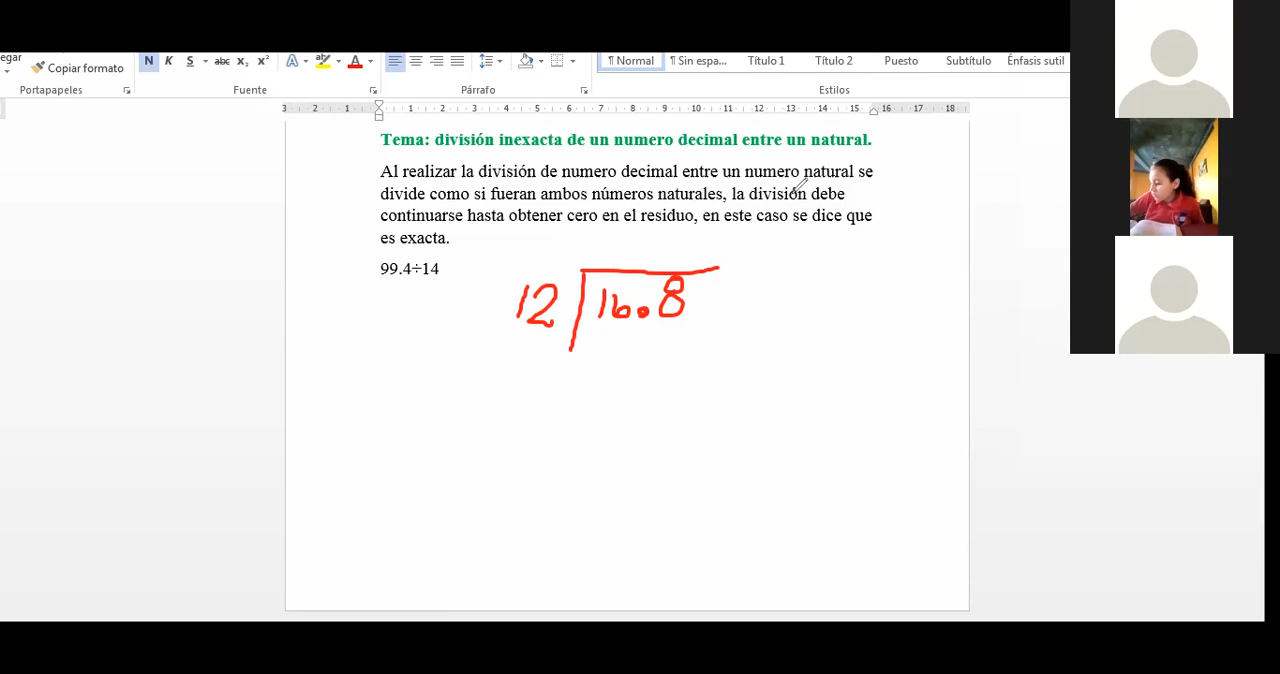 egar
Copiar formato
N K S abc x₂ x² A aby A
¶ Normal ¶ Sin espa... Título 1 Título 2 Puesto Subtítulo Énfasis sutil
Portapapeles Fuente Párrafo Estilos
3 2 1 1 2 3 4 5 6 7 8 9 10 11 12 13 14 15 16 17 18
Tema: división inexacta de un numero decimal entre un natural.
Al realizar la división de numero decimal entre un numero natural se
divide como si fueran ambos números naturales, la división debe
continuarse hasta obtener cero en el residuo, en este caso se dice que
es exacta.
99.4÷14
12 16.8